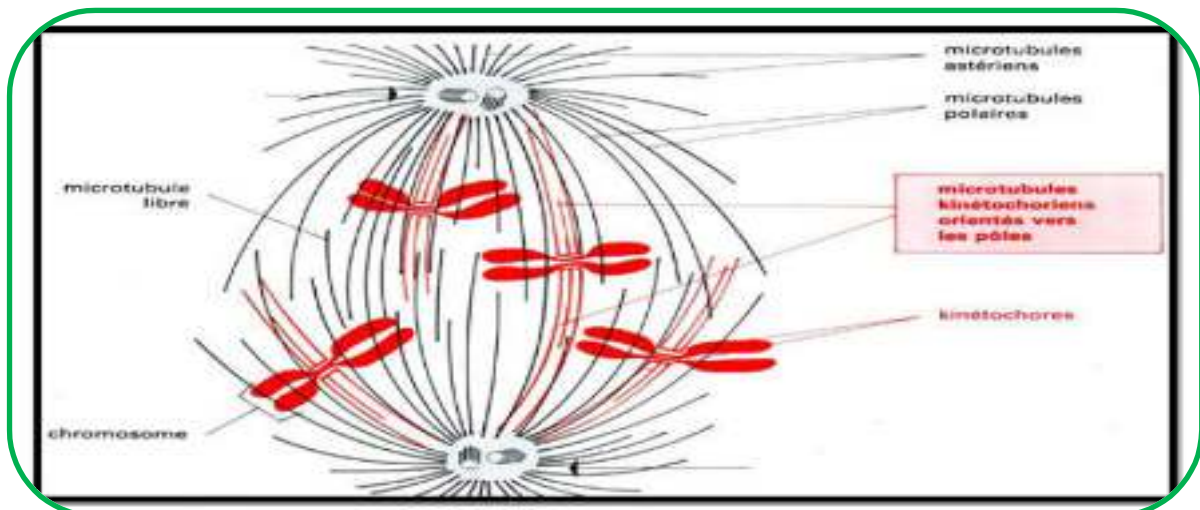 microtubules
astériens
microtubules
polaires
microtubule
libre
microtubules
kinétochoriens
orientés vers
les pôles
kinétochores
chromosome